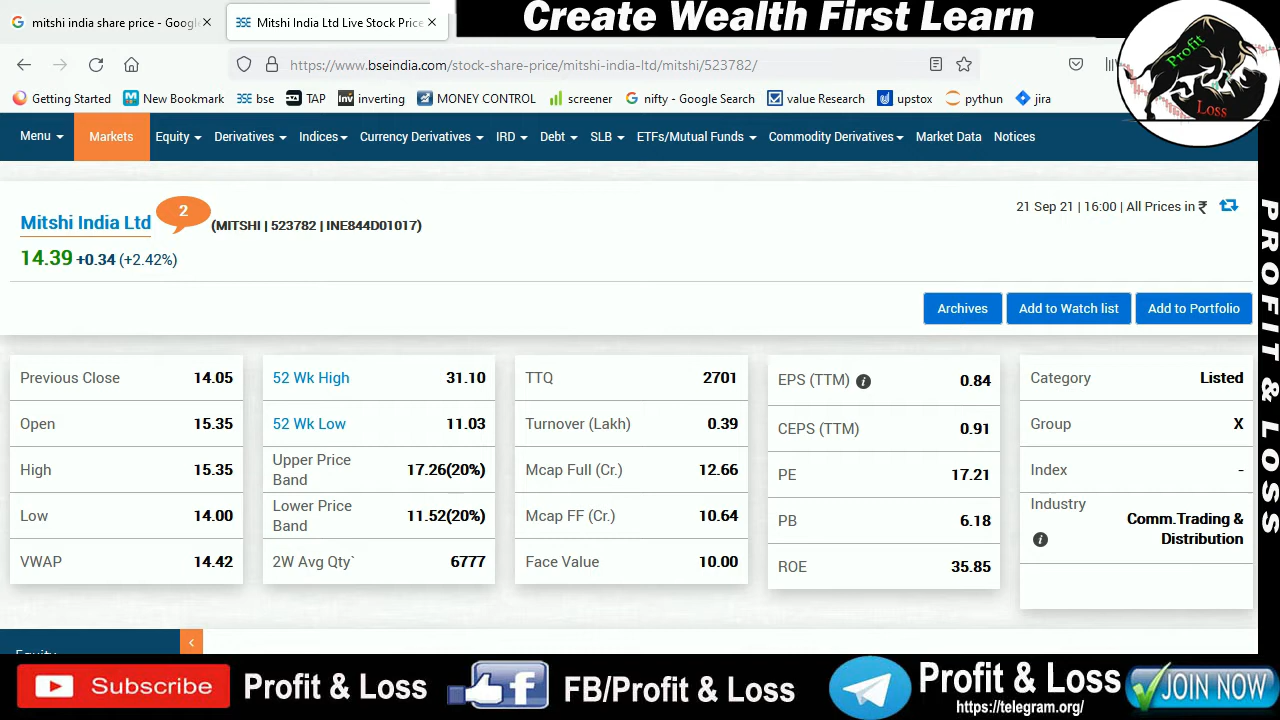 mitshi india share price - Googl
Mitshi India Ltd Live Stock Price
Create Wealth First Learn
https://www.bseindia.com/stock-share-price/mitshi-india-ltd/mitshi/523782/
Getting Started New Bookmark bse TAP inverting MONEY CONTROL screener nifty - Google Search value Research upstox pythun jira
Profit
Loss
Menu Markets Equity Derivatives Indices Currency Derivatives IRD Debt SLB ETFs/Mutual Funds Commodity Derivatives Market Data Notices
Mitshi India Ltd 2 (MITSHI | 523782 | INE844D01017)
21 Sep 21 | 16:00 | All Prices in ₹
14.39 +0.34 (+2.42%)
Archives Add to Watch list Add to Portfolio
Previous Close 14.05
Open 15.35
High 15.35
Low 14.00
VWAP 14.42
52 Wk High 31.10
52 Wk Low 11.03
Upper Price
Band 17.26(20%)
Lower Price
Band 11.52(20%)
2W Avg Qty` 6777
TTQ 2701
Turnover (Lakh) 0.39
Mcap Full (Cr.) 12.66
Mcap FF (Cr.) 10.64
Face Value 10.00
EPS (TTM) 0.84
CEPS (TTM) 0.91
PE 17.21
PB 6.18
ROE 35.85
Category Listed
Group X
Index -
Industry Comm.Trading &
Distribution
PROFIT & LOSS
Equity
Subscribe Profit & Loss FB/Profit & Loss Profit & Loss
https://telegram.org/
JOIN NOW